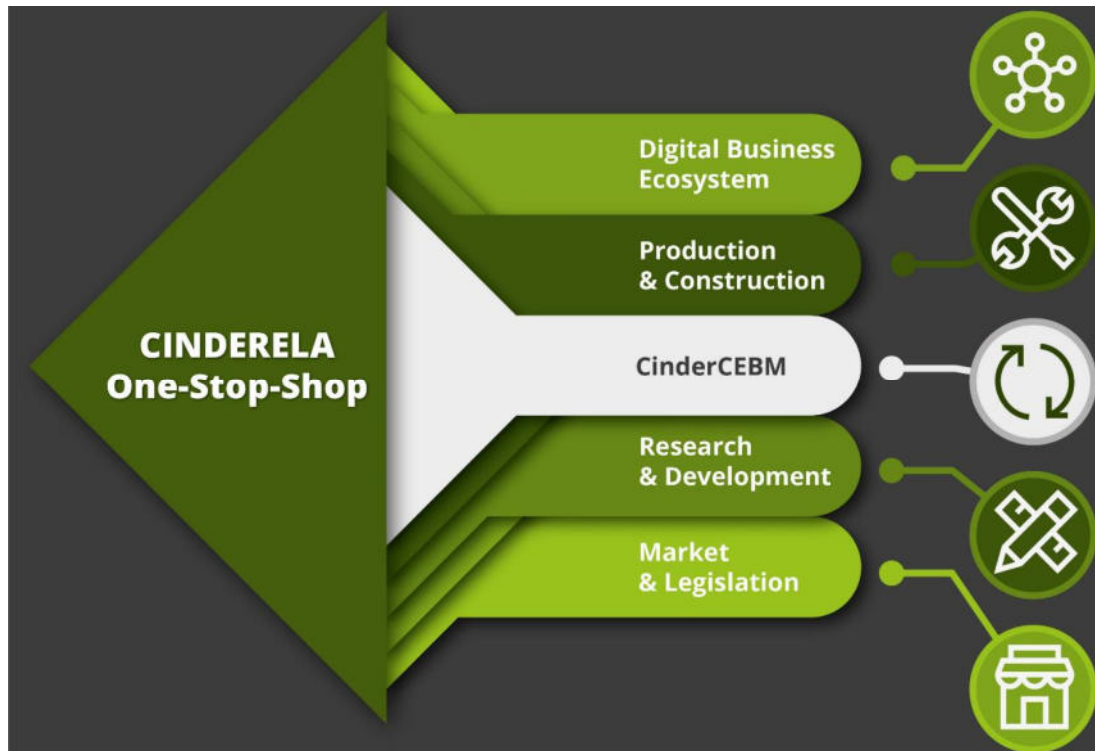 CINDERELA
One-Stop-Shop
Digital Business
Ecosystem
Production
& Construction
CinderCEBM
Research
& Development
Market
& Legislation